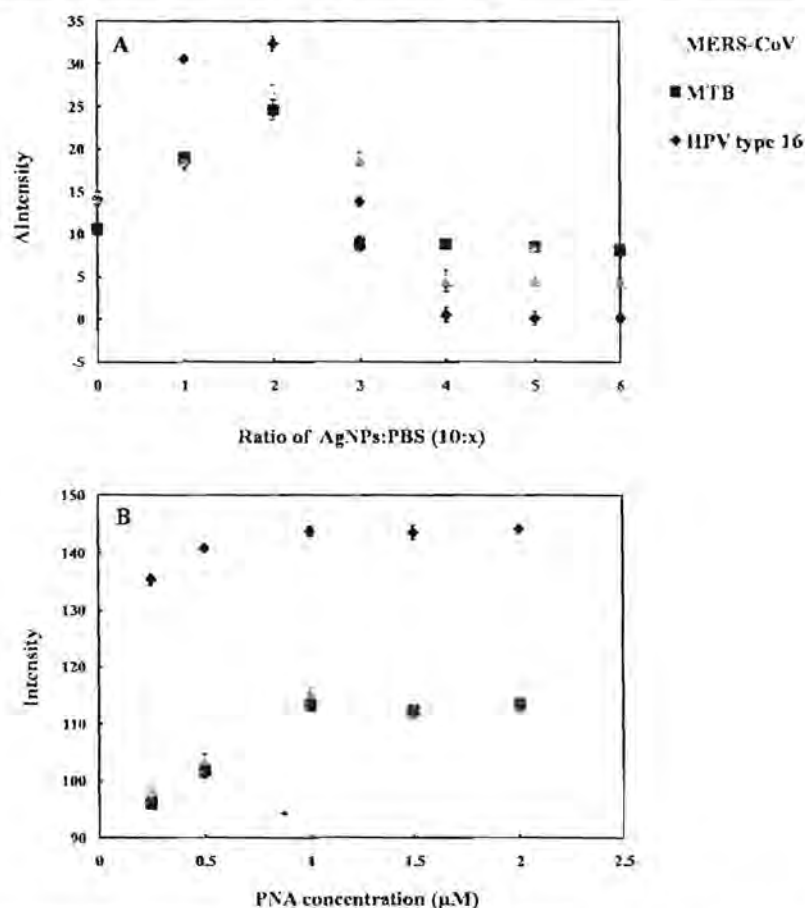 A
35
30
25
20
15
10
5
0
-5
ΔIntensity
0 1 2 3 4 5 6
Ratio of AgNPs:PBS (10:x)
MERS-CoV
MTB
HPV type 16
B
150
140
130
120
110
100
90
Intensity
0 0.5 1 1.5 2 2.5
PNA concentration (μM)